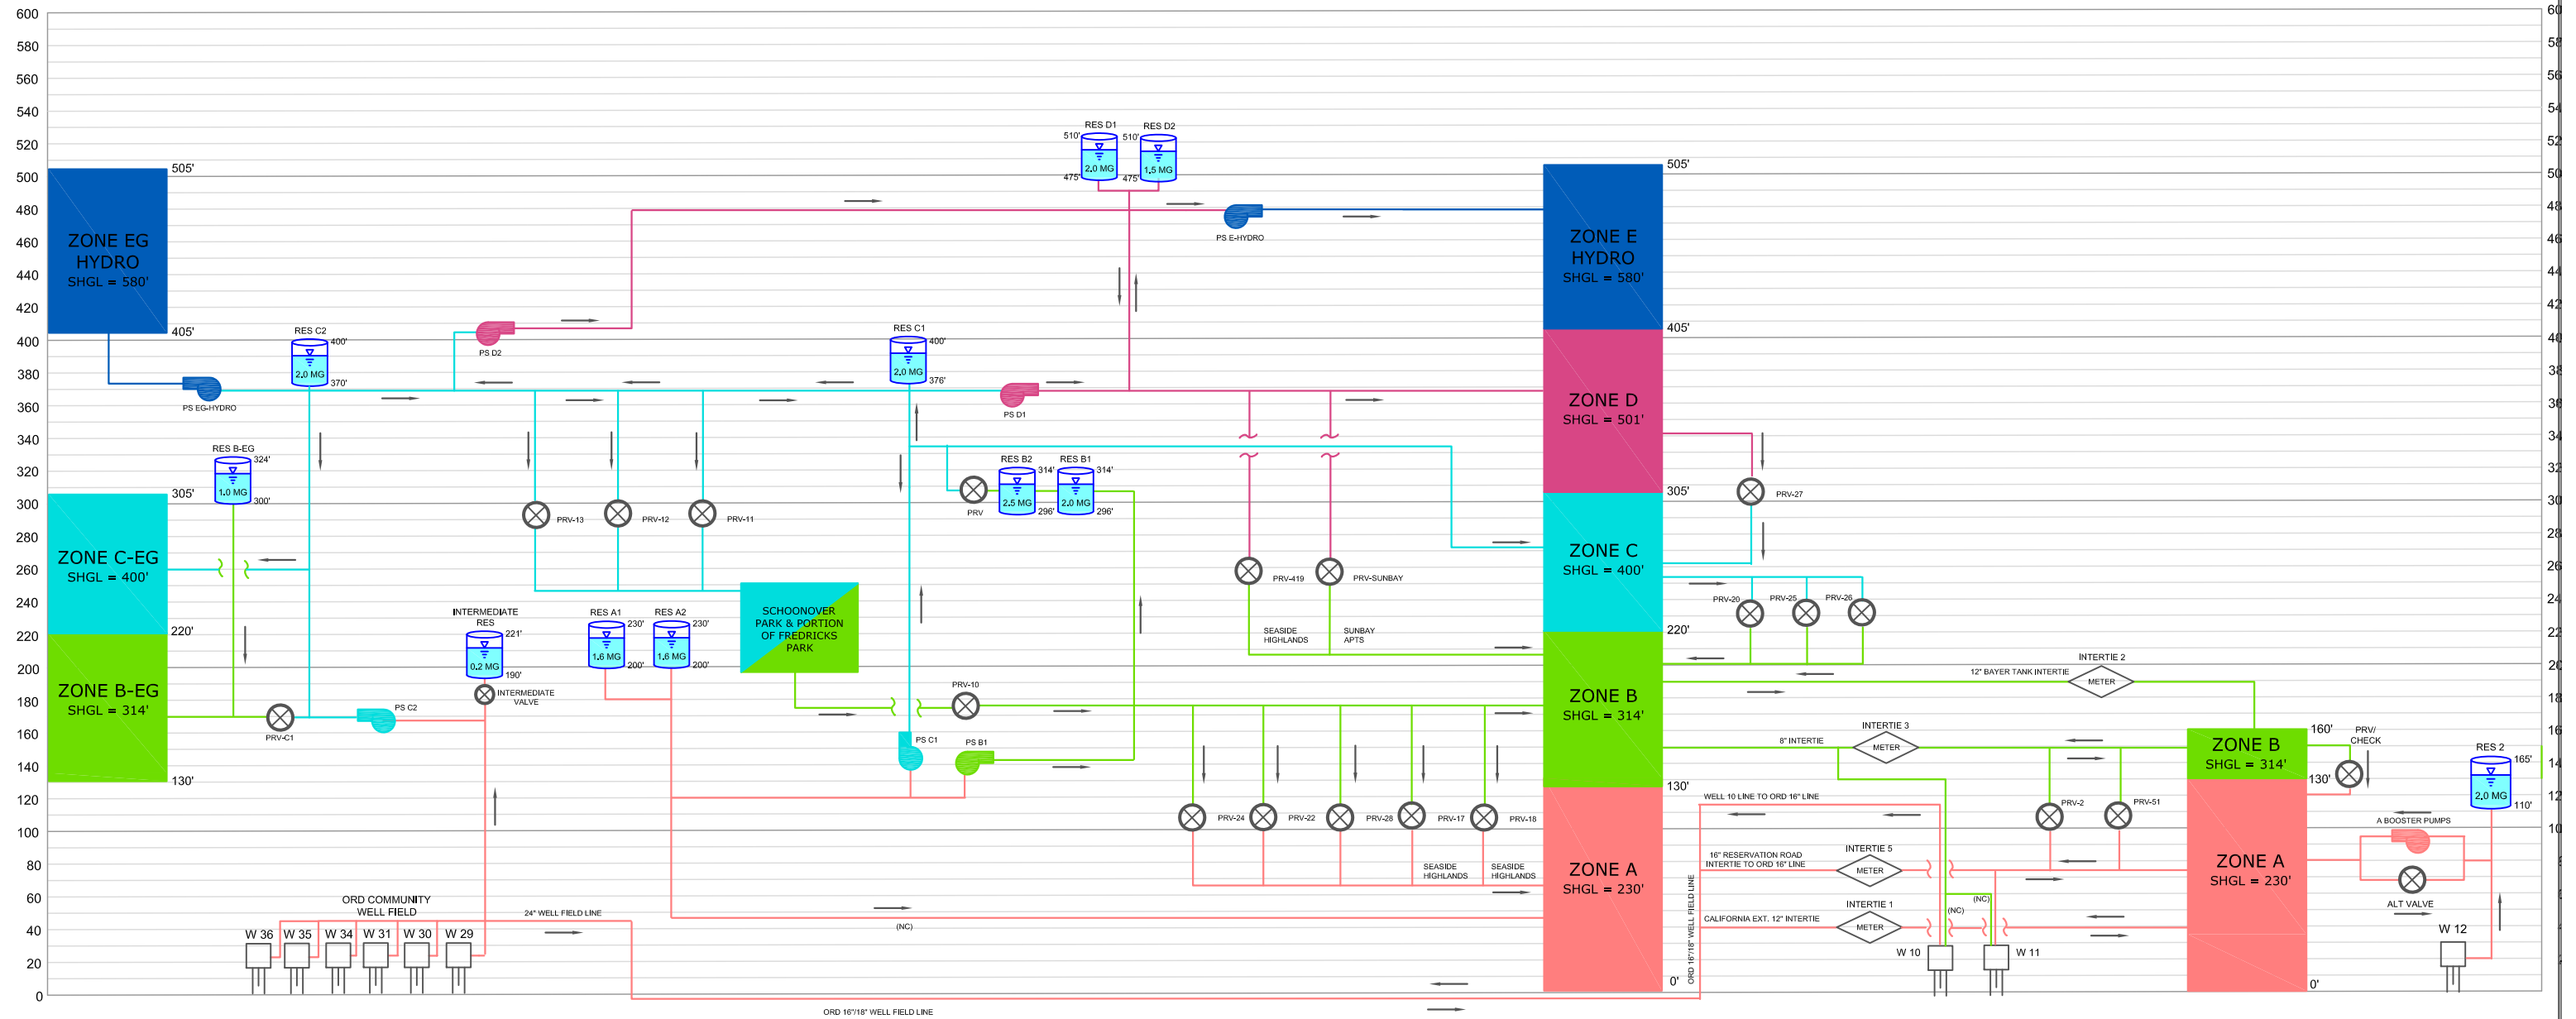 600
580
560
540
520
500
480
460
440
420
400
380
360
340
320
300
280
260
240
220
200
180
160
140
120
100
80
60
40
20
0
505'
ZONE EG
HYDRO
SHGL = 580'
405'
PS EG-HYDRO
RES C2
400'
2.0 MG
370'
RES B-EG
324'
1.0 MG
300'
305'
ZONE C-EG
SHGL = 400'
220'
ZONE B-EG
SHGL = 314'
130'
PRV-C1
PS C2
PS D2
INTERMEDIATE
RES
221'
0.2 MG
190'
INTERMEDIATE
VALVE
PRV-13
PRV-12
PRV-11
RES A1
230'
1.6 MG
200'
RES A2
230'
1.6 MG
200'
SCHOONOVER
PARK & PORTION
OF FREDRICKS
PARK
ORD COMMUNITY
WELL FIELD
W 36
W 35
W 34
W 31
W 30
W 29
24" WELL FIELD LINE
(NC)
ORD 16"/18" WELL FIELD LINE
RES C1
400'
2.0 MG
376'
PS D1
RES D1
510'
2.0 MG
475'
RES D2
510'
1.5 MG
475'
PS E-HYDRO
PRV
RES B2
314'
2.5 MG
296'
RES B1
314'
2.0 MG
296'
PRV-10
PS C1
PS B1
PRV-419
PRV-SUNBAY
SEASIDE
HIGHLANDS
SUNBAY
APTS
PRV-24
PRV-22
PRV-28
PRV-17
PRV-18
SEASIDE
HIGHLANDS
SEASIDE
HIGHLANDS
505'
ZONE E
HYDRO
SHGL = 580'
405'
ZONE D
SHGL = 501'
305'
ZONE C
SHGL = 400'
220'
ZONE B
SHGL = 314'
130'
ZONE A
SHGL = 230'
0'
PRV-27
PRV-20
PRV-25
PRV-26
12" BAYER TANK INTERTIE
INTERTIE 2
METER
INTERTIE 3
8" INTERTIE
METER
WELL 10 LINE TO ORD 16" LINE
16" RESERVATION ROAD
INTERTIE TO ORD 16" LINE
INTERTIE 5
METER
CALIFORNIA EXT. 12" INTERTIE
INTERTIE 1
METER
ORD 16"/18" WELL FIELD LINE
(NC)
(NC)
W 10
W 11
PRV-2
PRV-51
160'
ZONE B
SHGL = 314'
130'
ZONE A
SHGL = 230'
0'
PRV/
CHECK
RES 2
165'
2.0 MG
110'
A BOOSTER PUMPS
ALT VALVE
W 12